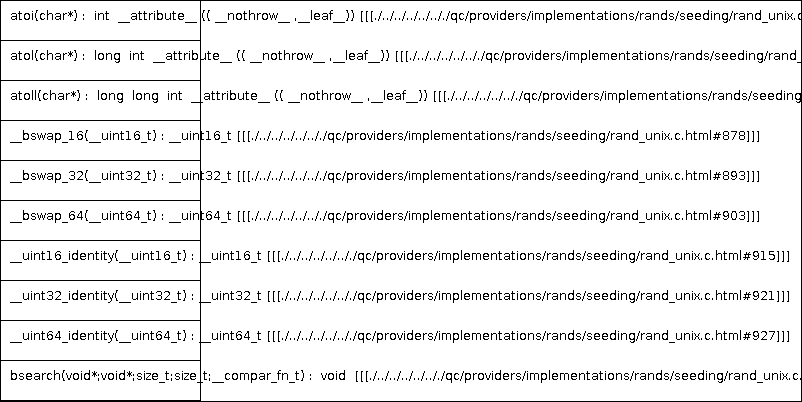 atoi(char*) : int __attribute__ (( __nothrow__ ,__leaf__)) [[[./../../../../../qc/providers/implementations/rands/seeding/rand_unix.c
atol(char*) : long int __attribute__ (( __nothrow__ ,__leaf__)) [[[./../../../../../qc/providers/implementations/rands/seeding/rand_
atoll(char*) : long long int __attribute__ (( __nothrow__ ,__leaf__)) [[[./../../../../../qc/providers/implementations/rands/seeding
__bswap_16(__uint16_t) : __uint16_t [[[./../../../../../qc/providers/implementations/rands/seeding/rand_unix.c.html#878]]]
__bswap_32(__uint32_t) : __uint32_t [[[./../../../../../qc/providers/implementations/rands/seeding/rand_unix.c.html#893]]]
__bswap_64(__uint64_t) : __uint64_t [[[./../../../../../qc/providers/implementations/rands/seeding/rand_unix.c.html#903]]]
__uint16_identity(__uint16_t) : __uint16_t [[[./../../../../../qc/providers/implementations/rands/seeding/rand_unix.c.html#915]]]
__uint32_identity(__uint32_t) : __uint32_t [[[./../../../../../qc/providers/implementations/rands/seeding/rand_unix.c.html#921]]]
__uint64_identity(__uint64_t) : __uint64_t [[[./../../../../../qc/providers/implementations/rands/seeding/rand_unix.c.html#927]]]
bsearch(void*;void*;size_t;size_t;__compar_fn_t) : void [[[./../../../../../qc/providers/implementations/rands/seeding/rand_unix.c.